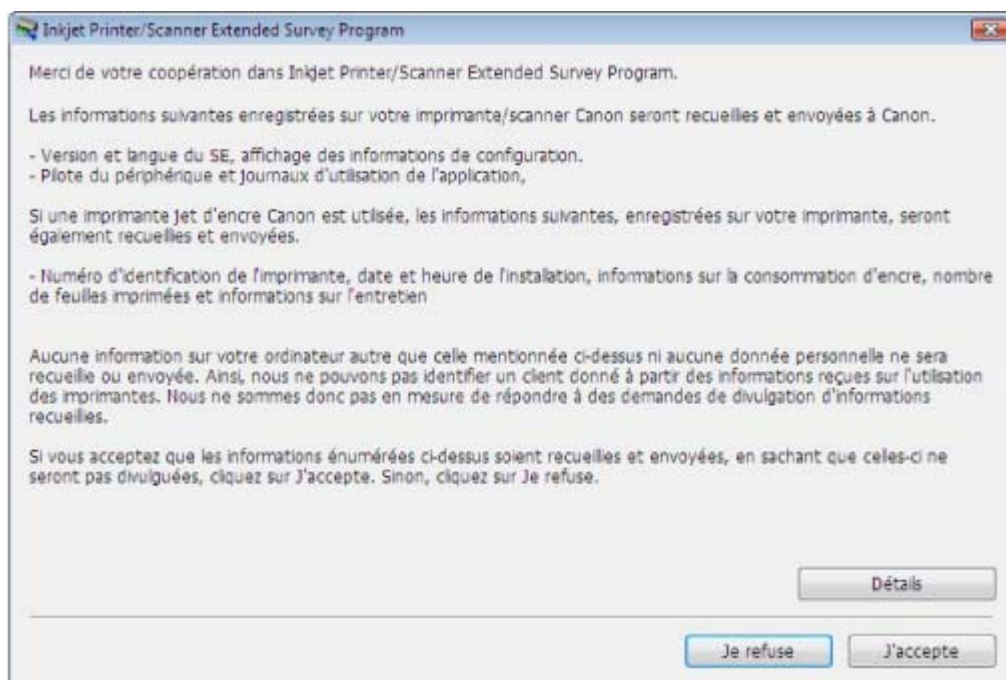 Inkjet Printer/Scanner Extended Survey Program
Merci de votre coopération dans Inkjet Printer/Scanner Extended Survey Program.
Les informations suivantes enregistrées sur votre imprimante/scanner Canon seront recueillies et envoyées à Canon.
- Version et langue du SE, affichage des informations de configuration.
- Pilote du périphérique et journaux d'utilisation de l'application,
Si une imprimante jet d'encre Canon est utilisée, les informations suivantes, enregistrées sur votre imprimante, seront
également recueillies et envoyées.
- Numéro d'identification de l'imprimante, date et heure de l'installation, informations sur la consommation d'encre, nombre
de feuilles imprimées et informations sur l'entretien
Aucune information sur votre ordinateur autre que celle mentionnée ci-dessus ni aucune donnée personnelle ne sera
recueille ou envoyée. Ainsi, nous ne pouvons pas identifier un client donné à partir des informations reçues sur l'utilisation
des imprimantes. Nous ne sommes donc pas en mesure de répondre à des demandes de divulgation d'informations
recueillies.
Si vous acceptez que les informations énumérées ci-dessus soient recueillies et envoyées, en sachant que celles-ci ne
seront pas divulguées, cliquez sur J'accepte. Sinon, cliquez sur Je refuse.
Détails
Je refuse
J'accepte